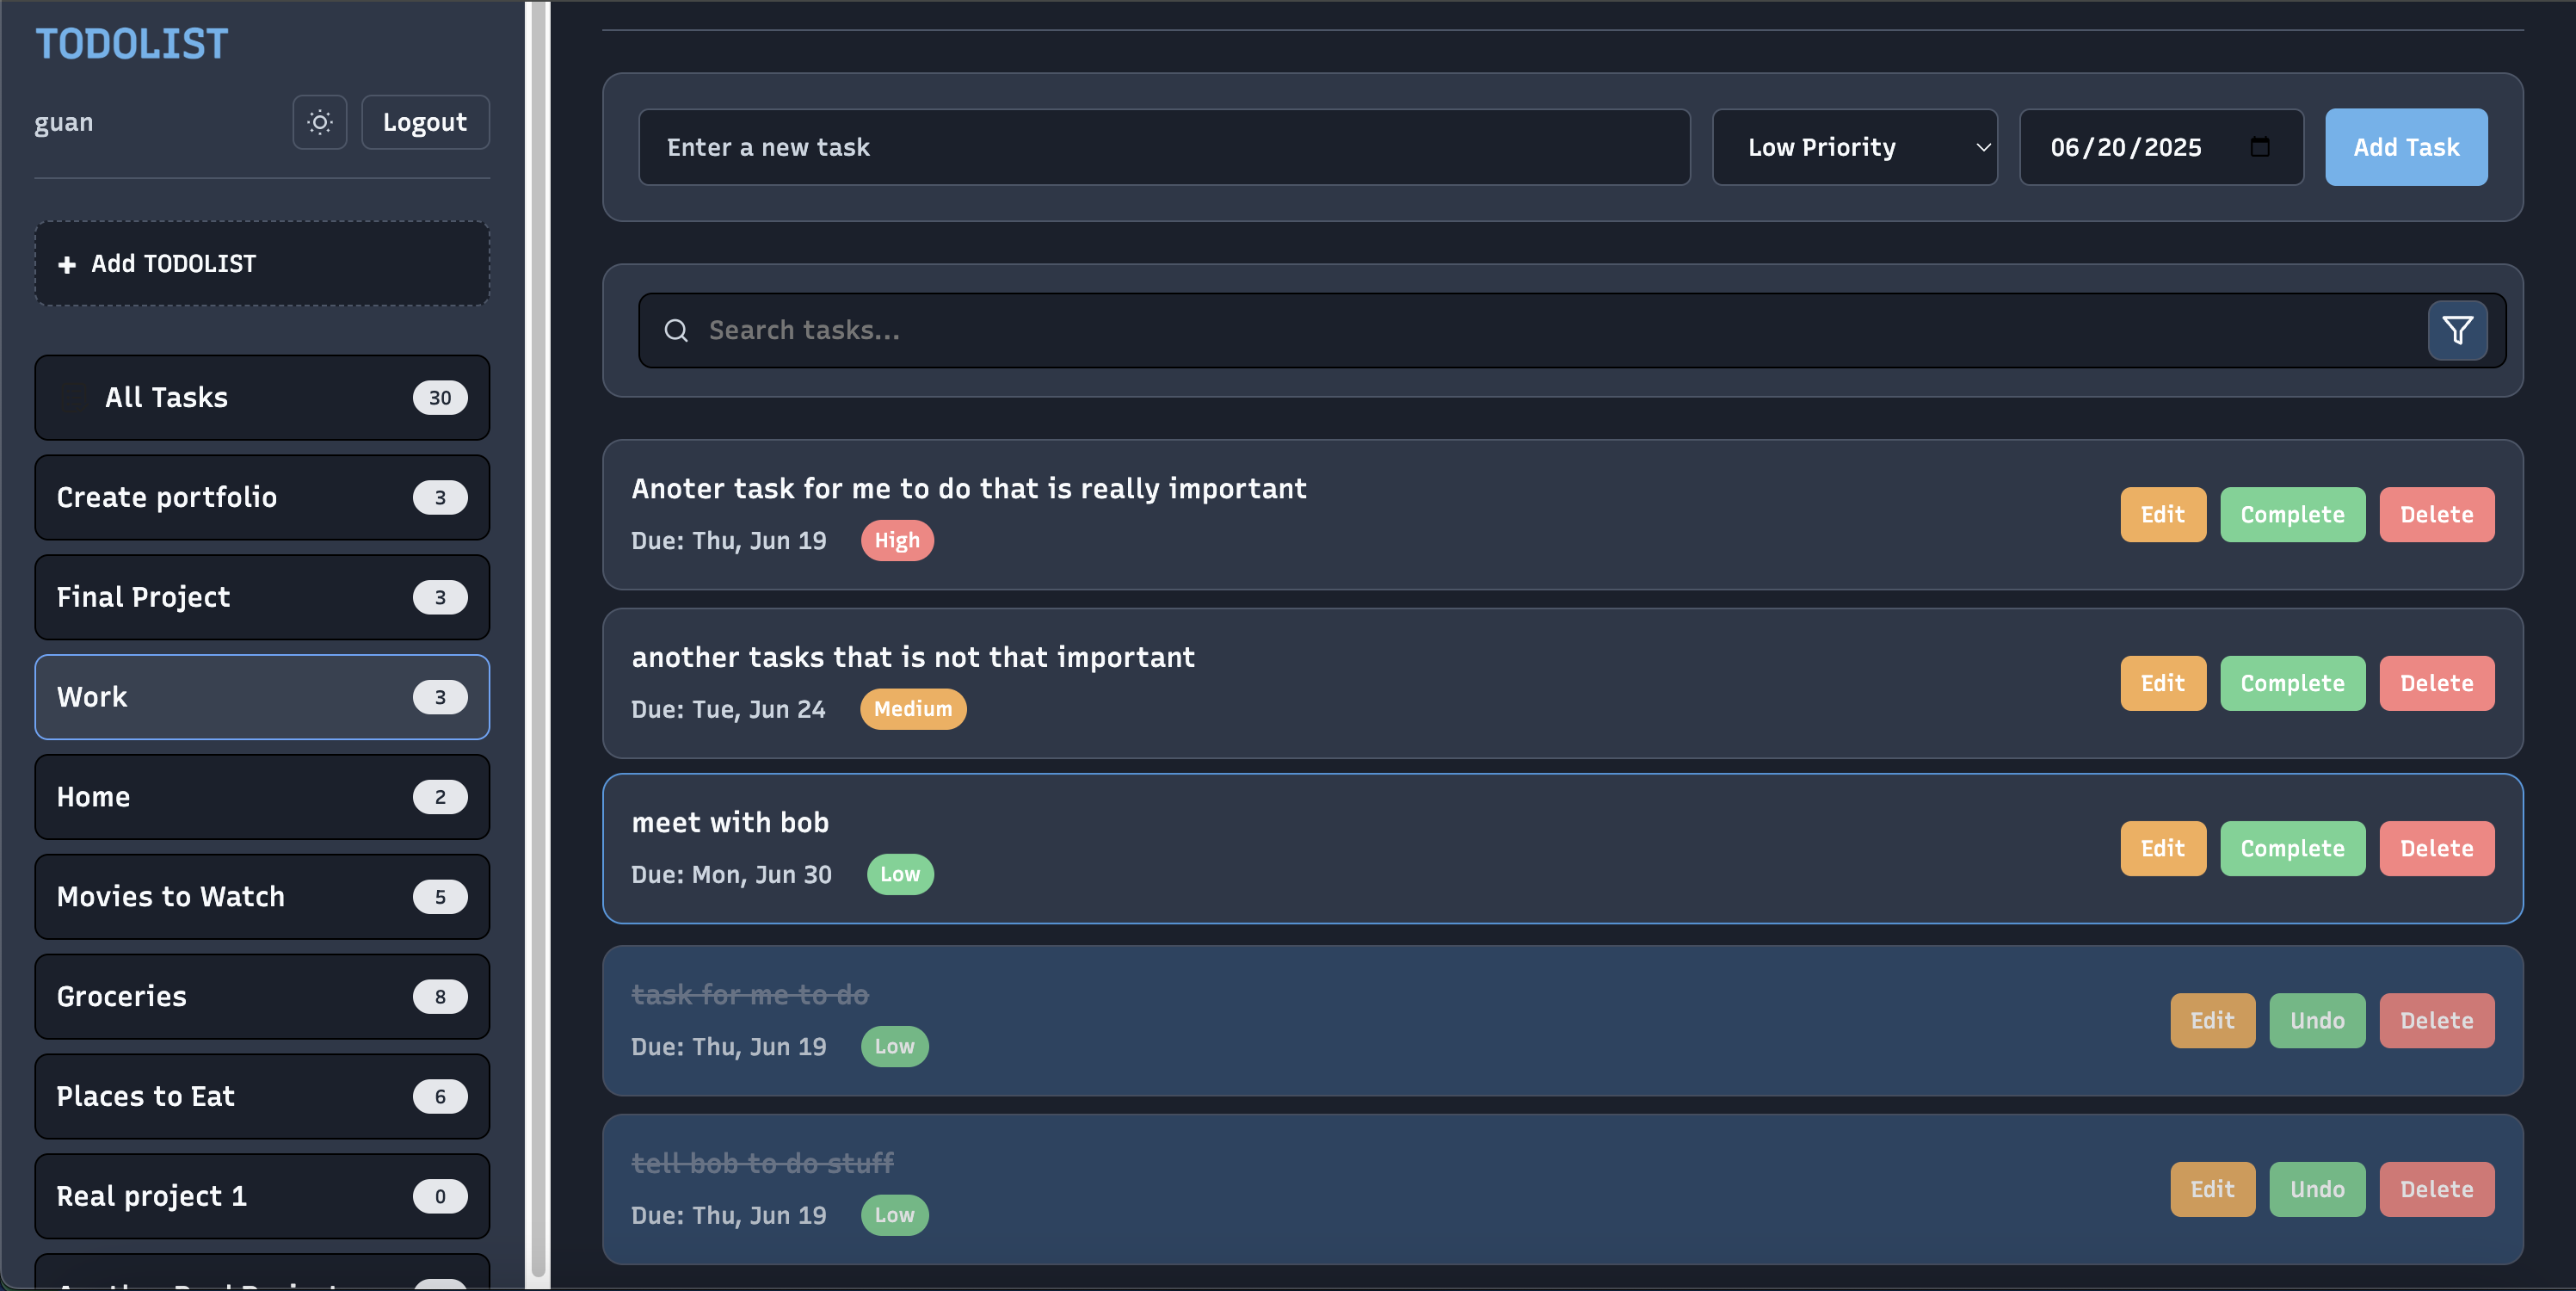 TODOLIST
guan
Logout
+ Add TODOLIST
All Tasks 30
Create portfolio 3
Final Project 3
Work 3
Home 2
Movies to Watch 5
Groceries 8
Places to Eat 6
Real project 1 0
Enter a new task Low Priority 06/20/2025 Add Task
Search tasks...
Anoter task for me to do that is really important
Due: Thu, Jun 19 High
Edit Complete Delete
another tasks that is not that important
Due: Tue, Jun 24 Medium
Edit Complete Delete
meet with bob
Due: Mon, Jun 30 Low
Edit Complete Delete
task for me to do
Due: Thu, Jun 19 Low
Edit Undo Delete
tell bob to do stuff
Due: Thu, Jun 19 Low
Edit Undo Delete